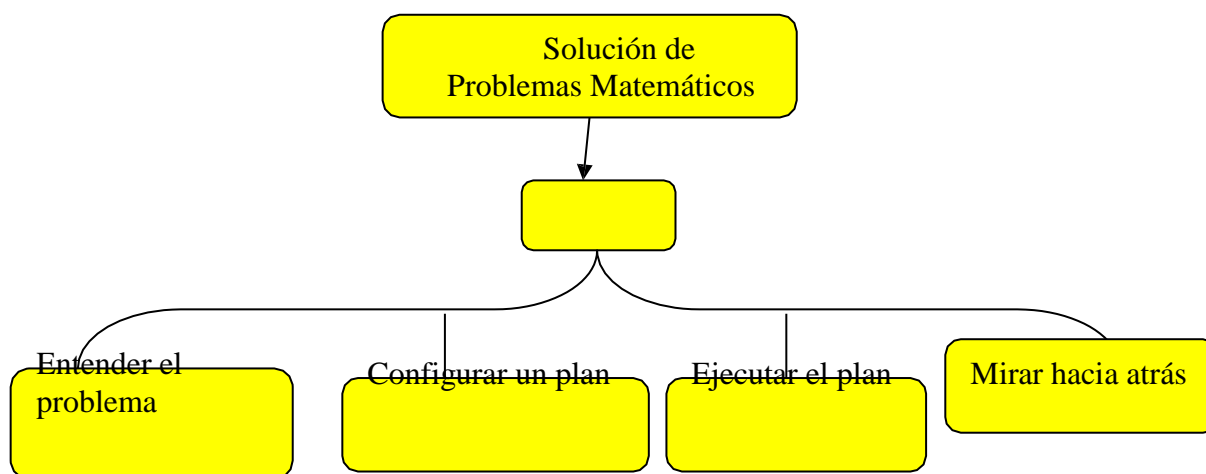 Solución de
Problemas Matemáticos
Entender el
problema
Configurar un plan
Ejecutar el plan
Mirar hacia atrás